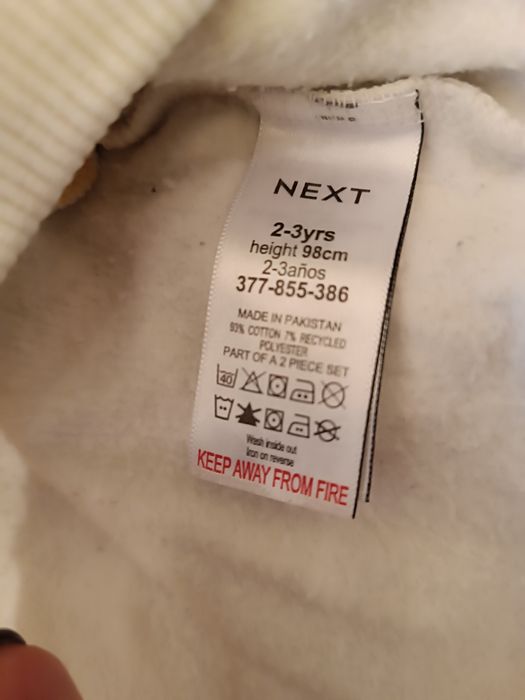 NEXT
2-3yrs
height 98cm
2-3años
377-855-386
MADE IN PAKISTAN
93% COTTON 7% RECYCLED
POLYESTER
PART OF A 2 PIECE SET
40
Wash inside out
Iron on reverse
KEEP AWAY FROM FIRE